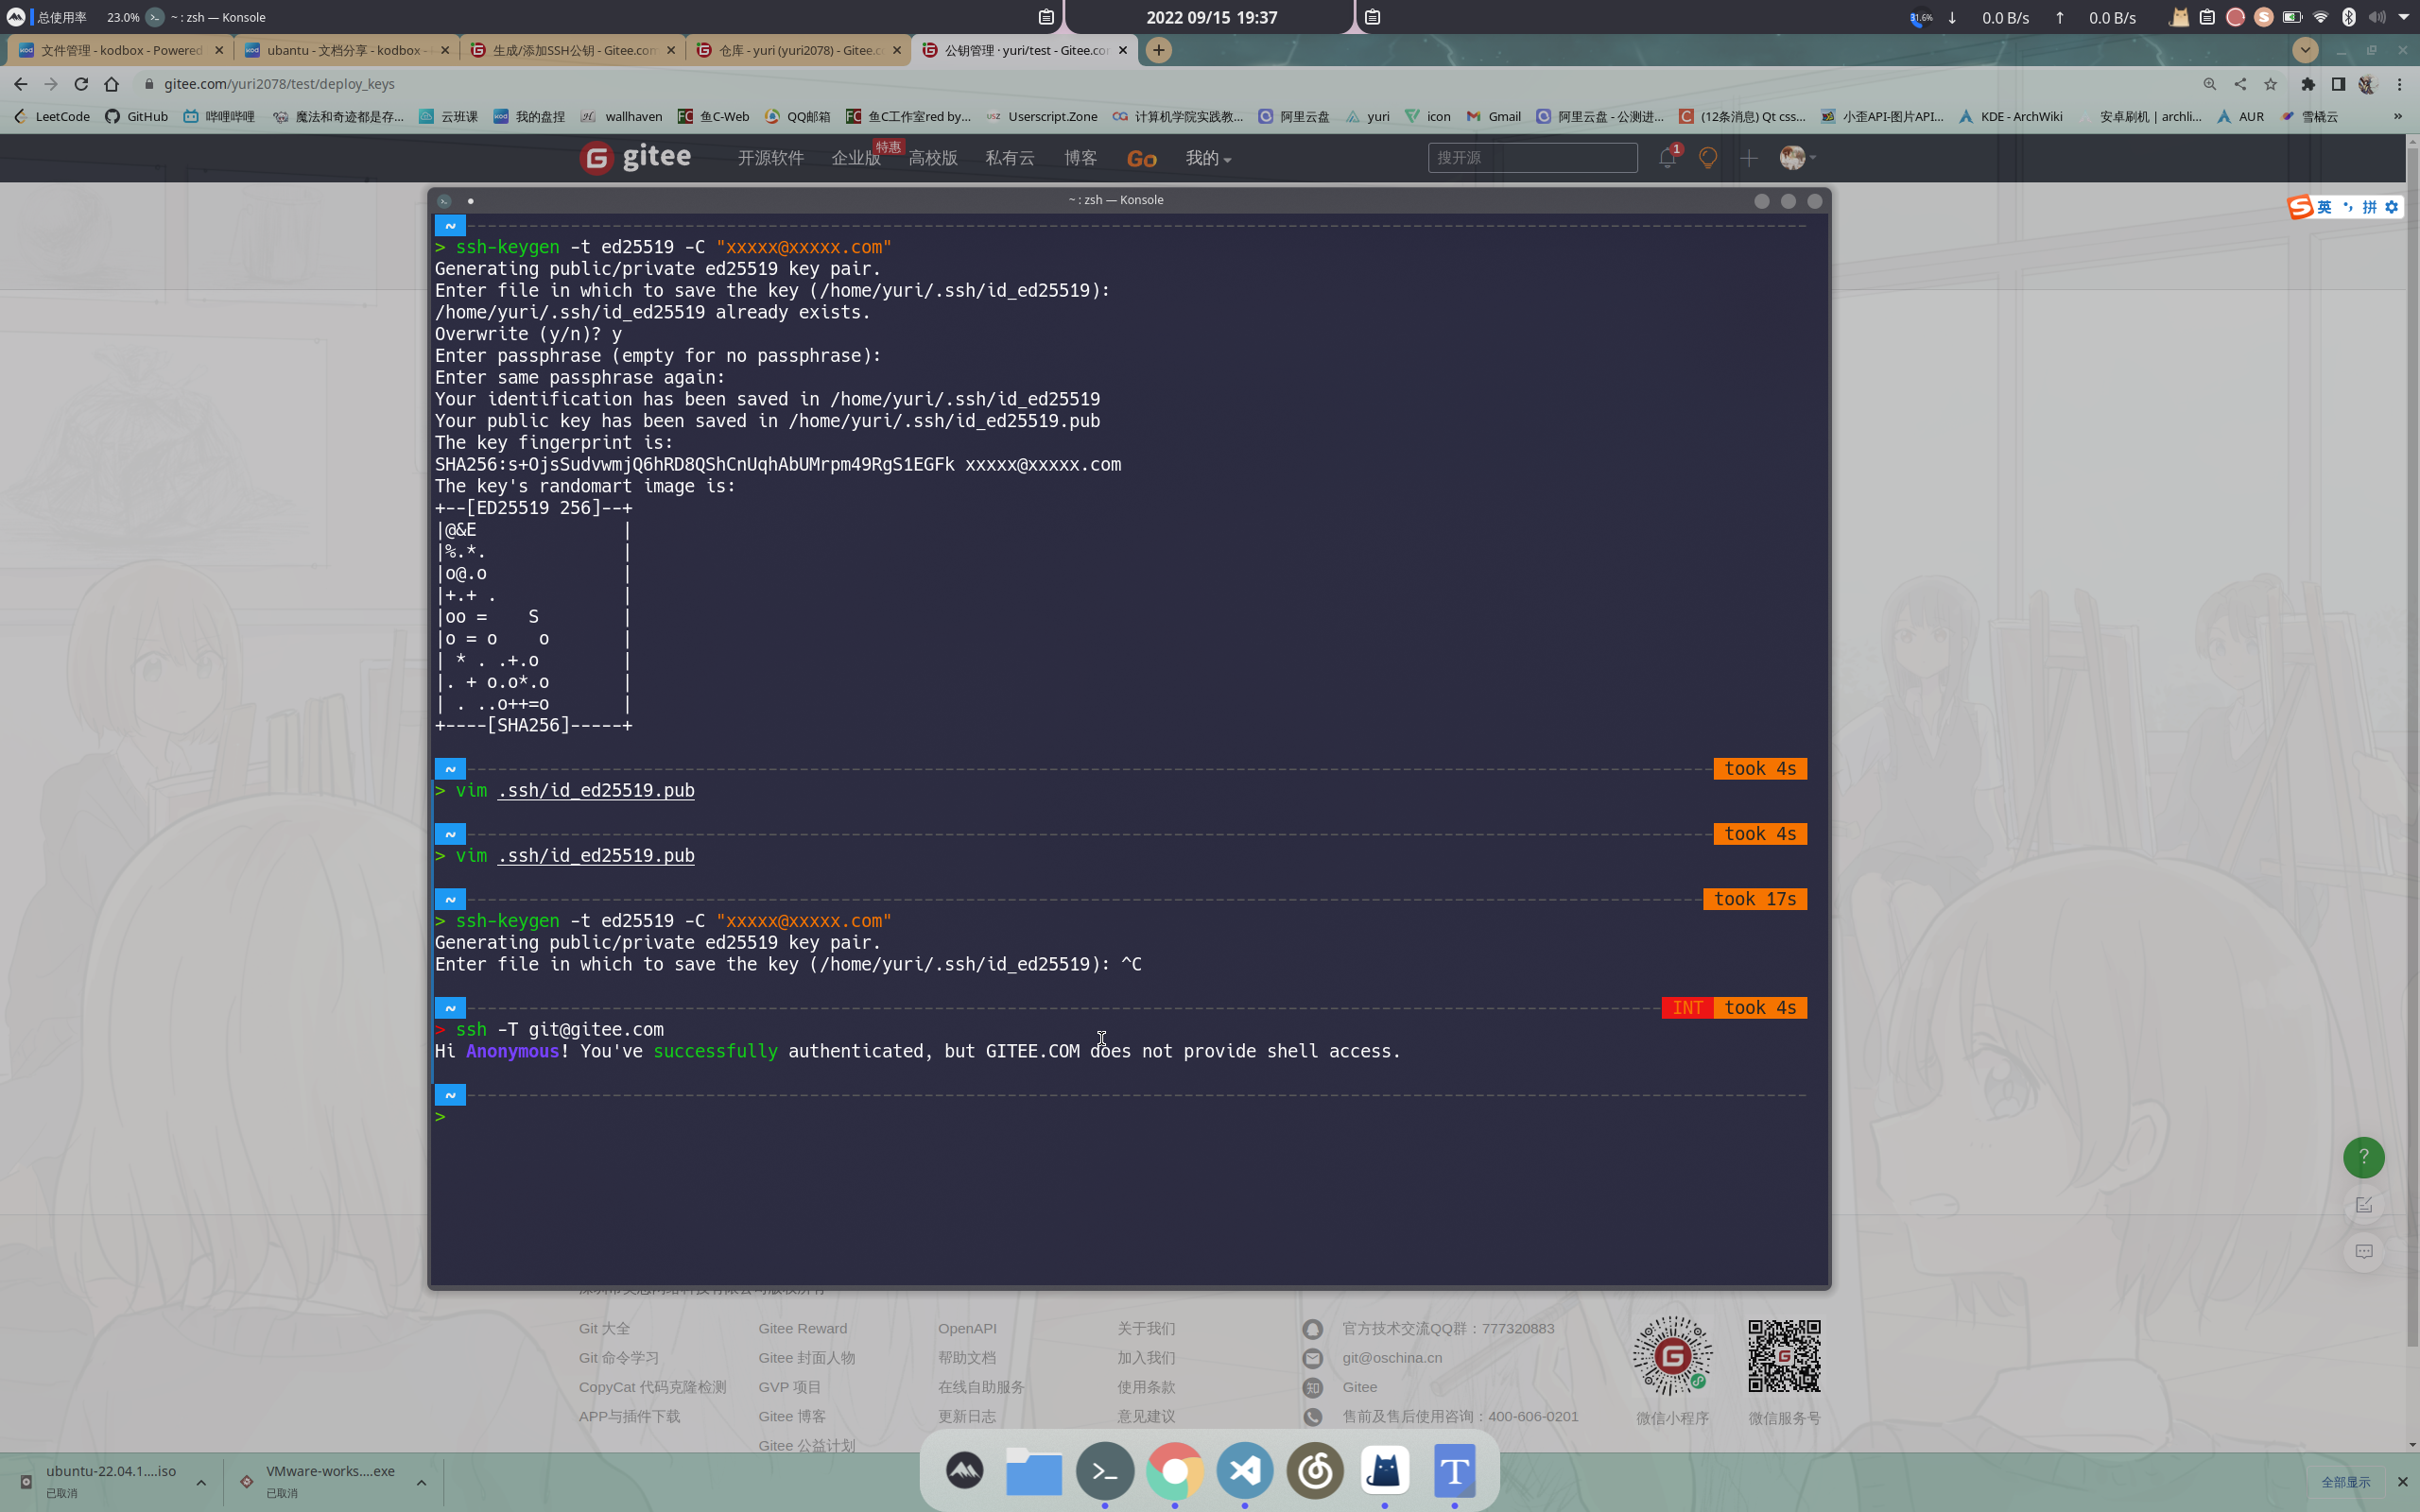 总使用率 23.0% ~ : zsh — Konsole
2022 09/15 19:37
31.6% ↓ 0.0 B/s ↑ 0.0 B/s
文件管理 - kodbox - Powered
ubantu - 文档分享 - kodbox -
生成/添加SSH公钥 - Gitee.com
仓库 - yuri (yuri2078) - Gitee.co
公钥管理 · yuri/test - Gitee.co
gitee.com/yuri2078/test/deploy_keys
LeetCode GitHub 哔哩哔哩 魔法和奇迹都是存... 云班课 我的盘捏 wallhaven 鱼C-Web QQ邮箱 鱼C工作室red by... Userscript.Zone 计算机学院实践教... 阿里云盘 yuri icon Gmail 阿里云盘 - 公测进... (12条消息) Qt css... 小歪API-图片API... KDE - ArchWiki 安卓刷机 | archli... AUR 雪橇云 »
gitee 开源软件 企业版 特惠 高校版 私有云 博客 Go 我的 搜开源 1
英 拼
~ : zsh — Konsole
~
> ssh-keygen -t ed25519 -C "xxxxx@xxxxx.com"
Generating public/private ed25519 key pair.
Enter file in which to save the key (/home/yuri/.ssh/id_ed25519):
/home/yuri/.ssh/id_ed25519 already exists.
Overwrite (y/n)? y
Enter passphrase (empty for no passphrase):
Enter same passphrase again:
Your identification has been saved in /home/yuri/.ssh/id_ed25519
Your public key has been saved in /home/yuri/.ssh/id_ed25519.pub
The key fingerprint is:
SHA256:s+OjsSudvwmjQ6hRD8QShCnUqhAbUMrpm49RgS1EGFk xxxxx@xxxxx.com
The key's randomart image is:
+--[ED25519 256]--+
|@&E              |
|%.*.             |
|o@.o             |
|+.+ .            |
|oo =    S        |
|o = o    o       |
| * . .+.o        |
|. + o.o*.o       |
| . ..o++=o       |
+----[SHA256]-----+
~ took 4s
> vim .ssh/id_ed25519.pub
~ took 4s
> vim .ssh/id_ed25519.pub
~ took 17s
> ssh-keygen -t ed25519 -C "xxxxx@xxxxx.com"
Generating public/private ed25519 key pair.
Enter file in which to save the key (/home/yuri/.ssh/id_ed25519): ^C
~ INT took 4s
> ssh -T git@gitee.com
Hi Anonymous! You've successfully authenticated, but GITEE.COM does not provide shell access.
~
>
?
Git 大全 Gitee Reward OpenAPI 关于我们 官方技术交流QQ群：777320883
Git 命令学习 Gitee 封面人物 帮助文档 加入我们 git@oschina.cn
CopyCat 代码克隆检测 GVP 项目 在线自助服务 使用条款 知 Gitee
APP与插件下载 Gitee 博客 更新日志 意见建议 售前及售后使用咨询：400-606-0201 微信小程序 微信服务号
Gitee 公益计划
ubuntu-22.04.1....iso
已取消
VMware-works....exe
已取消
T
全部显示